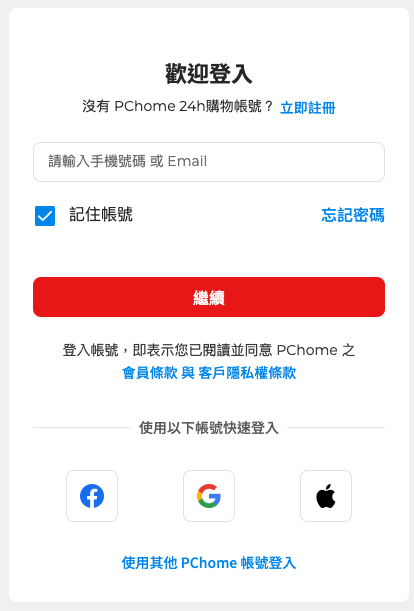 歡迎登入
沒有 PChome 24h購物帳號？ 立即註冊
請輸入手機號碼 或 Email
記住帳號 忘記密碼
繼續
登入帳號，即表示您已閱讀並同意 PChome 之
會員條款 與 客戶隱私權條款
使用以下帳號快速登入
使用其他 PChome 帳號登入